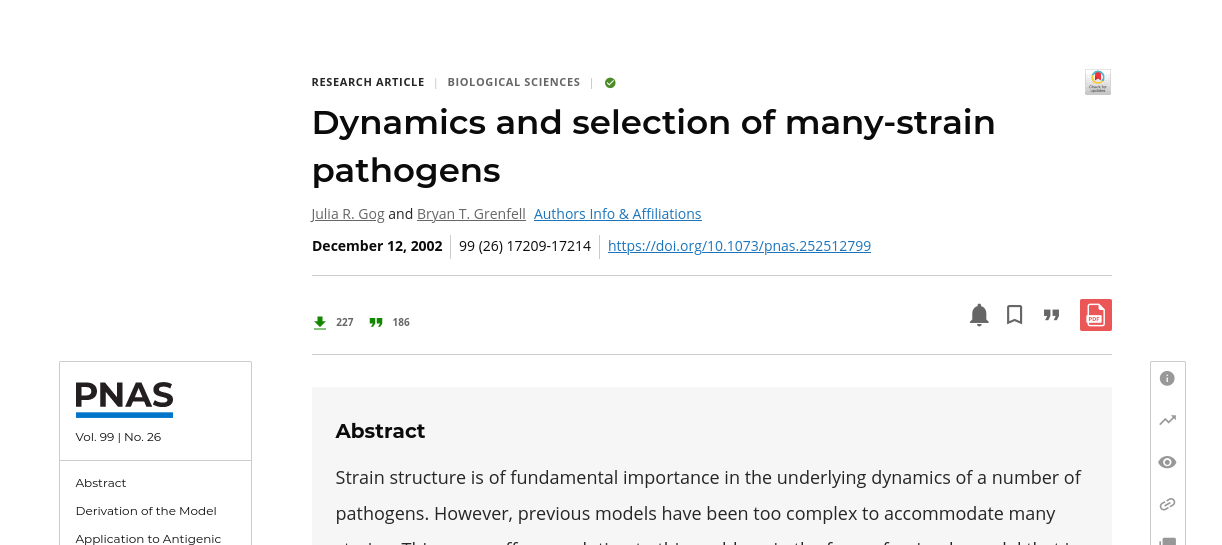 RESEARCH ARTICLE | BIOLOGICAL SCIENCES |
Check for updates
Dynamics and selection of many-strain
pathogens
Julia R. Gog and Bryan T. Grenfell Authors Info & Affiliations
December 12, 2002 99 (26) 17209-17214 https://doi.org/10.1073/pnas.252512799
227 186
PDF
PNAS
Vol. 99 | No. 26
Abstract
Derivation of the Model
Application to Antigenic
Abstract
Strain structure is of fundamental importance in the underlying dynamics of a number of
pathogens. However, previous models have been too complex to accommodate many